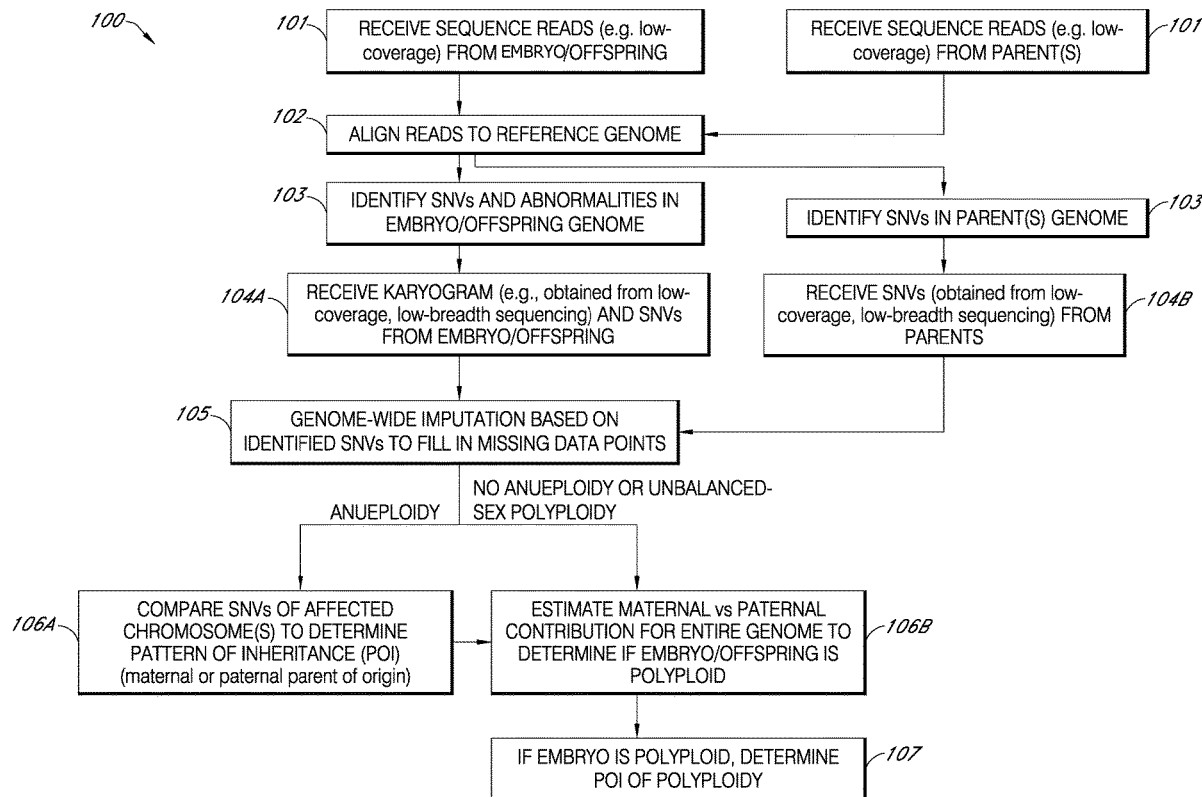 100
101
RECEIVE SEQUENCE READS (e.g. low-
coverage) FROM EMBRYO/OFFSPRING
RECEIVE SEQUENCE READS (e.g. low-
coverage) FROM PARENT(S)
101
102
ALIGN READS TO REFERENCE GENOME
103
IDENTIFY SNVs AND ABNORMALITIES IN
EMBRYO/OFFSPRING GENOME
IDENTIFY SNVs IN PARENT(S) GENOME
103
104A
RECEIVE KARYOGRAM (e.g., obtained from low-
coverage, low-breadth sequencing) AND SNVs
FROM EMBRYO/OFFSPRING
RECEIVE SNVs (obtained from low-
coverage, low-breadth sequencing) FROM
PARENTS
104B
105
GENOME-WIDE IMPUTATION BASED ON
IDENTIFIED SNVs TO FILL IN MISSING DATA POINTS
ANUEPLOIDY
NO ANUEPLOIDY OR UNBALANCED-
SEX POLYPLOIDY
106A
COMPARE SNVs OF AFFECTED
CHROMOSOME(S) TO DETERMINE
PATTERN OF INHERITANCE (POI)
(maternal or paternal parent of origin)
ESTIMATE MATERNAL vs PATERNAL
CONTRIBUTION FOR ENTIRE GENOME TO
DETERMINE IF EMBRYO/OFFSPRING IS
POLYPLOID
106B
IF EMBRYO IS POLYPLOID, DETERMINE
POI OF POLYPLOIDY
107